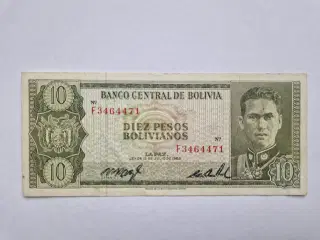 BANCO CENTRAL DE BOLIVIA
10
Nº
F3464471
DIEZ PESOS
BOLIVIANOS
Nº
F3464471
LA PAZ
10
10